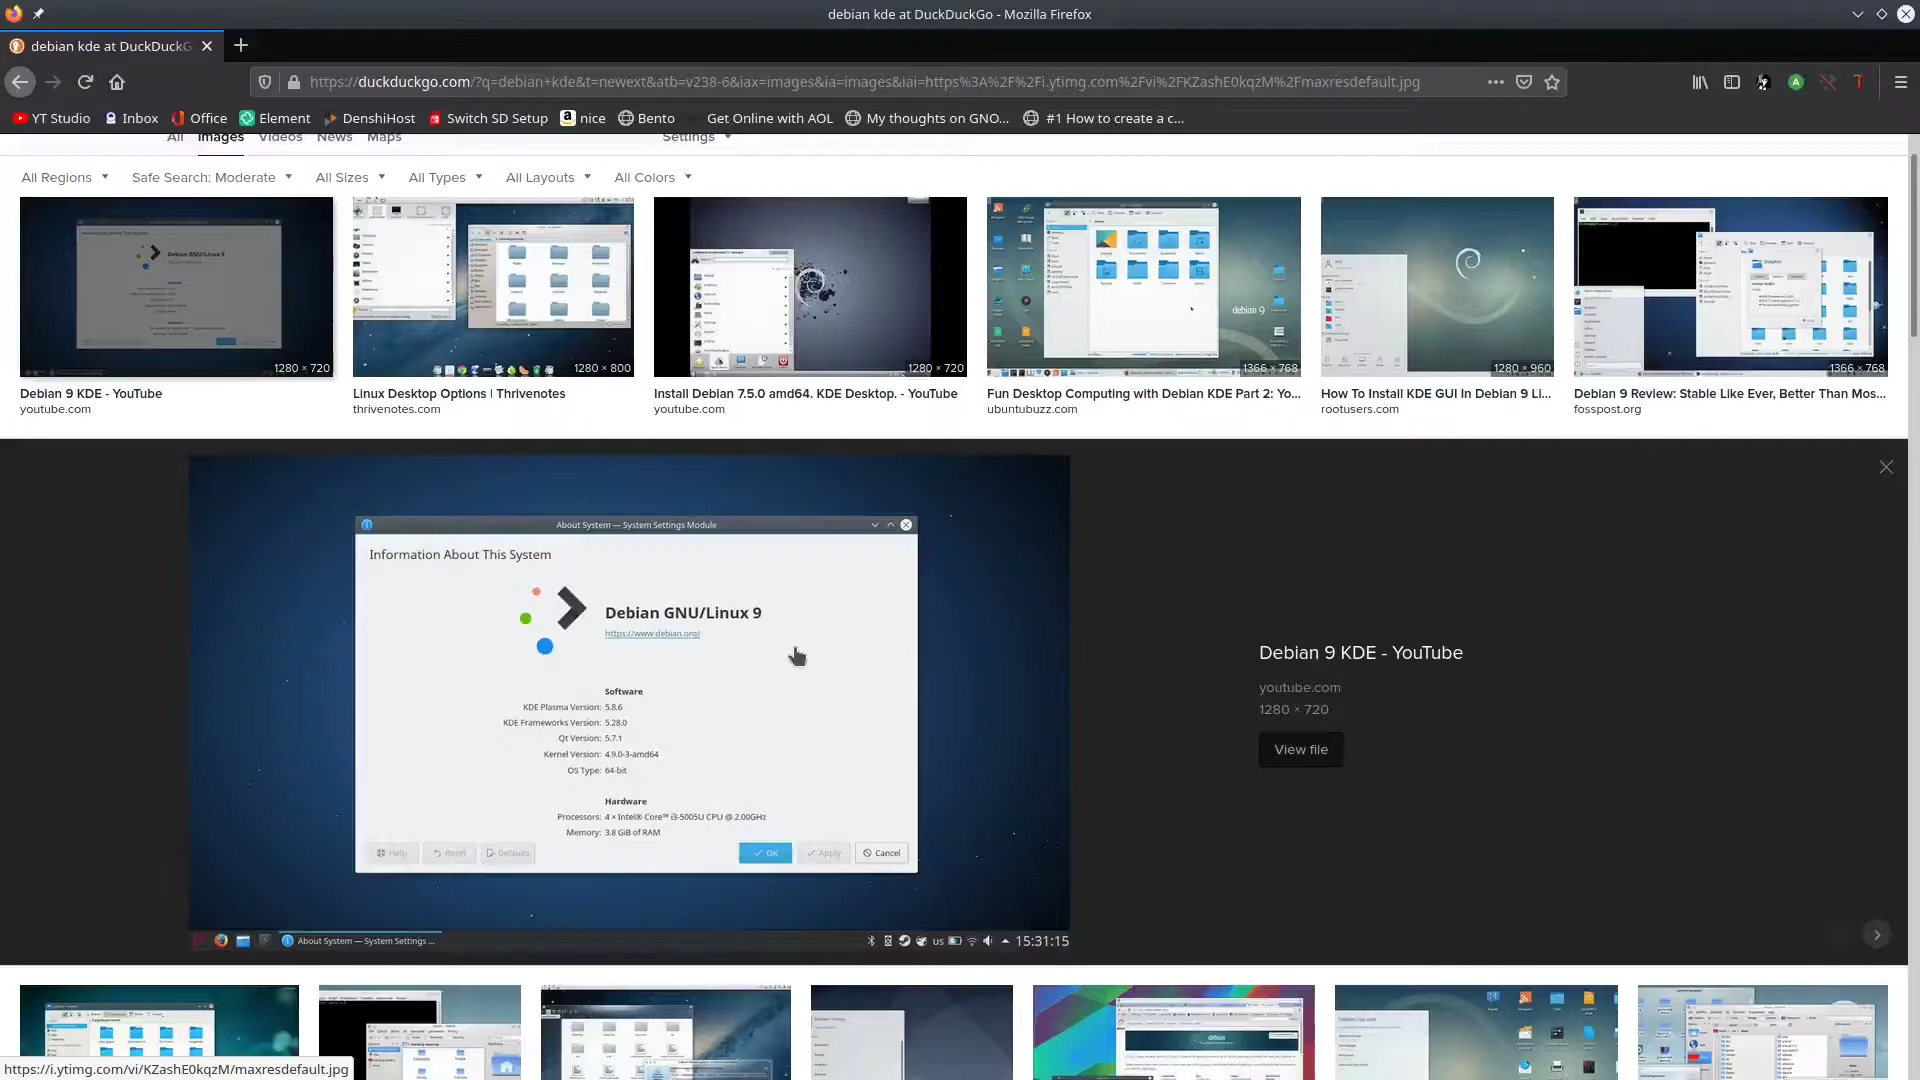 debian kde at DuckDuckGo - Mozilla Firefox
debian kde at DuckDuckG
https://duckduckgo.com/?q=debian+kde&t=newext&atb=v238-6&iax=images&ia=images&iai=https%3A%2F%2Fi.ytimg.com%2Fvi%2FKZashE0kqzM%2Fmaxresdefault.jpg
YT Studio Inbox Office Element DenshiHost Switch SD Setup nice Bento Get Online with AOL My thoughts on GNO... #1 How to create a c...
All Images Videos News Maps Settings
All Regions Safe Search: Moderate All Sizes All Types All Layouts All Colors
Debian GNU/Linux 9
debian 9
1280 × 720 1280 × 800 1280 × 720 1366 × 768 1280 × 960 1366 × 768
Debian 9 KDE - YouTube Linux Desktop Options | Thrivenotes Install Debian 7.5.0 amd64. KDE Desktop. - YouTube Fun Desktop Computing with Debian KDE Part 2: Yo... How To Install KDE GUI In Debian 9 Li... Debian 9 Review: Stable Like Ever, Better Than Mos...
youtube.com thrivenotes.com youtube.com ubuntubuzz.com rootusers.com fosspost.org
About System — System Settings Module
Information About This System
Debian GNU/Linux 9
https://www.debian.org/
Software
KDE Plasma Version: 5.8.6
KDE Frameworks Version: 5.28.0
Qt Version: 5.7.1
Kernel Version: 4.9.0-3-amd64
OS Type: 64-bit
Hardware
Processors: 4 × Intel® Core™ i3-5005U CPU @ 2.00GHz
Memory: 3.8 GiB of RAM
Help Reset Defaults OK Apply Cancel
About System — System Settings ... us 15:31:15
Debian 9 KDE - YouTube
youtube.com
1280 × 720
View file
debian
https://i.ytimg.com/vi/KZashE0kqzM/maxresdefault.jpg